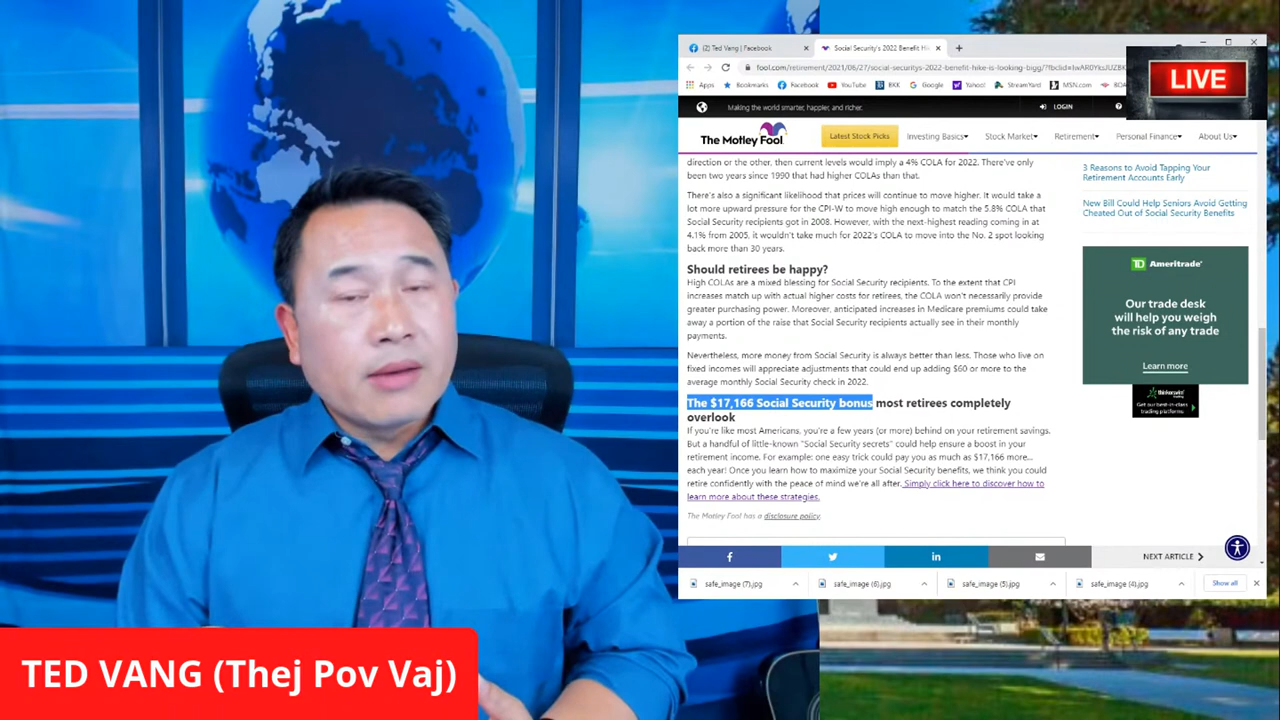 (2) Ted Vang | Facebook
Social Security's 2022 Benefit Hi
fool.com/retirement/2021/06/27/social-securitys-2022-benefit-hike-is-looking-bigg/?fbclid=IwAR0YksJUZBK
Apps
Bookmarks
Facebook
YouTube
BKK
Google
Yahoo!
StreamYard
MSN.com
LIVE
Making the world smarter, happier, and richer.
LOGIN
The Motley Fool
Latest Stock Picks
Investing Basics
Stock Market
Retirement
Personal Finance
About Us
direction or the other, then current levels would imply a 4% COLA for 2022. There've only
been two years since 1990 that had higher COLAs than that.
There's also a significant likelihood that prices will continue to move higher. It would take a
lot more upward pressure for the CPI-W to move high enough to match the 5.8% COLA that
Social Security recipients got in 2008. However, with the next-highest reading coming in at
4.1% from 2005, it wouldn't take much for 2022's COLA to move into the No. 2 spot looking
back more than 30 years.
Should retirees be happy?
High COLAs are a mixed blessing for Social Security recipients. To the extent that CPI
increases match up with actual higher costs for retirees, the COLA won't necessarily provide
greater purchasing power. Moreover, anticipated increases in Medicare premiums could take
away a portion of the raise that Social Security recipients actually see in their monthly
payments.
Nevertheless, more money from Social Security is always better than less. Those who live on
fixed incomes will appreciate adjustments that could end up adding $60 or more to the
average monthly Social Security check in 2022.
The $17,166 Social Security bonus most retirees completely
overlook
If you're like most Americans, you're a few years (or more) behind on your retirement savings.
But a handful of little-known "Social Security secrets" could help ensure a boost in your
retirement income. For example: one easy trick could pay you as much as $17,166 more...
each year! Once you learn how to maximize your Social Security benefits, we think you could
retire confidently with the peace of mind we're all after. Simply click here to discover how to
learn more about these strategies.
The Motley Fool has a disclosure policy.
3 Reasons to Avoid Tapping Your
Retirement Accounts Early
New Bill Could Help Seniors Avoid Getting
Cheated Out of Social Security Benefits
TD Ameritrade
Our trade desk
will help you weigh
the risk of any trade
Learn more
thinkorswim
Get our best-in-class
trading platforms.
NEXT ARTICLE
safe_image (7).jpg
safe_image (6).jpg
safe_image (5).jpg
safe_image (4).jpg
Show all
TED VANG (Thej Pov Vaj)